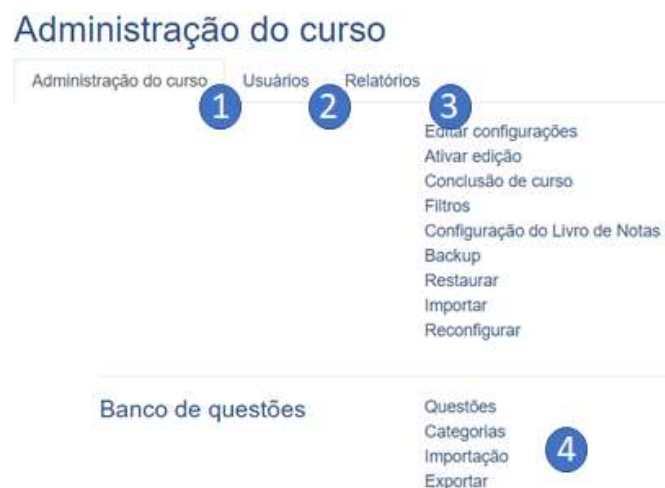 Administração do curso
Administração do curso Usuários Relatórios
1 2 3
Editar configurações
Ativar edição
Conclusão de curso
Filtros
Configuração do Livro de Notas
Backup
Restaurar
Importar
Reconfigurar
Banco de questões
Questões
Categorias
Importação
4
Exportar